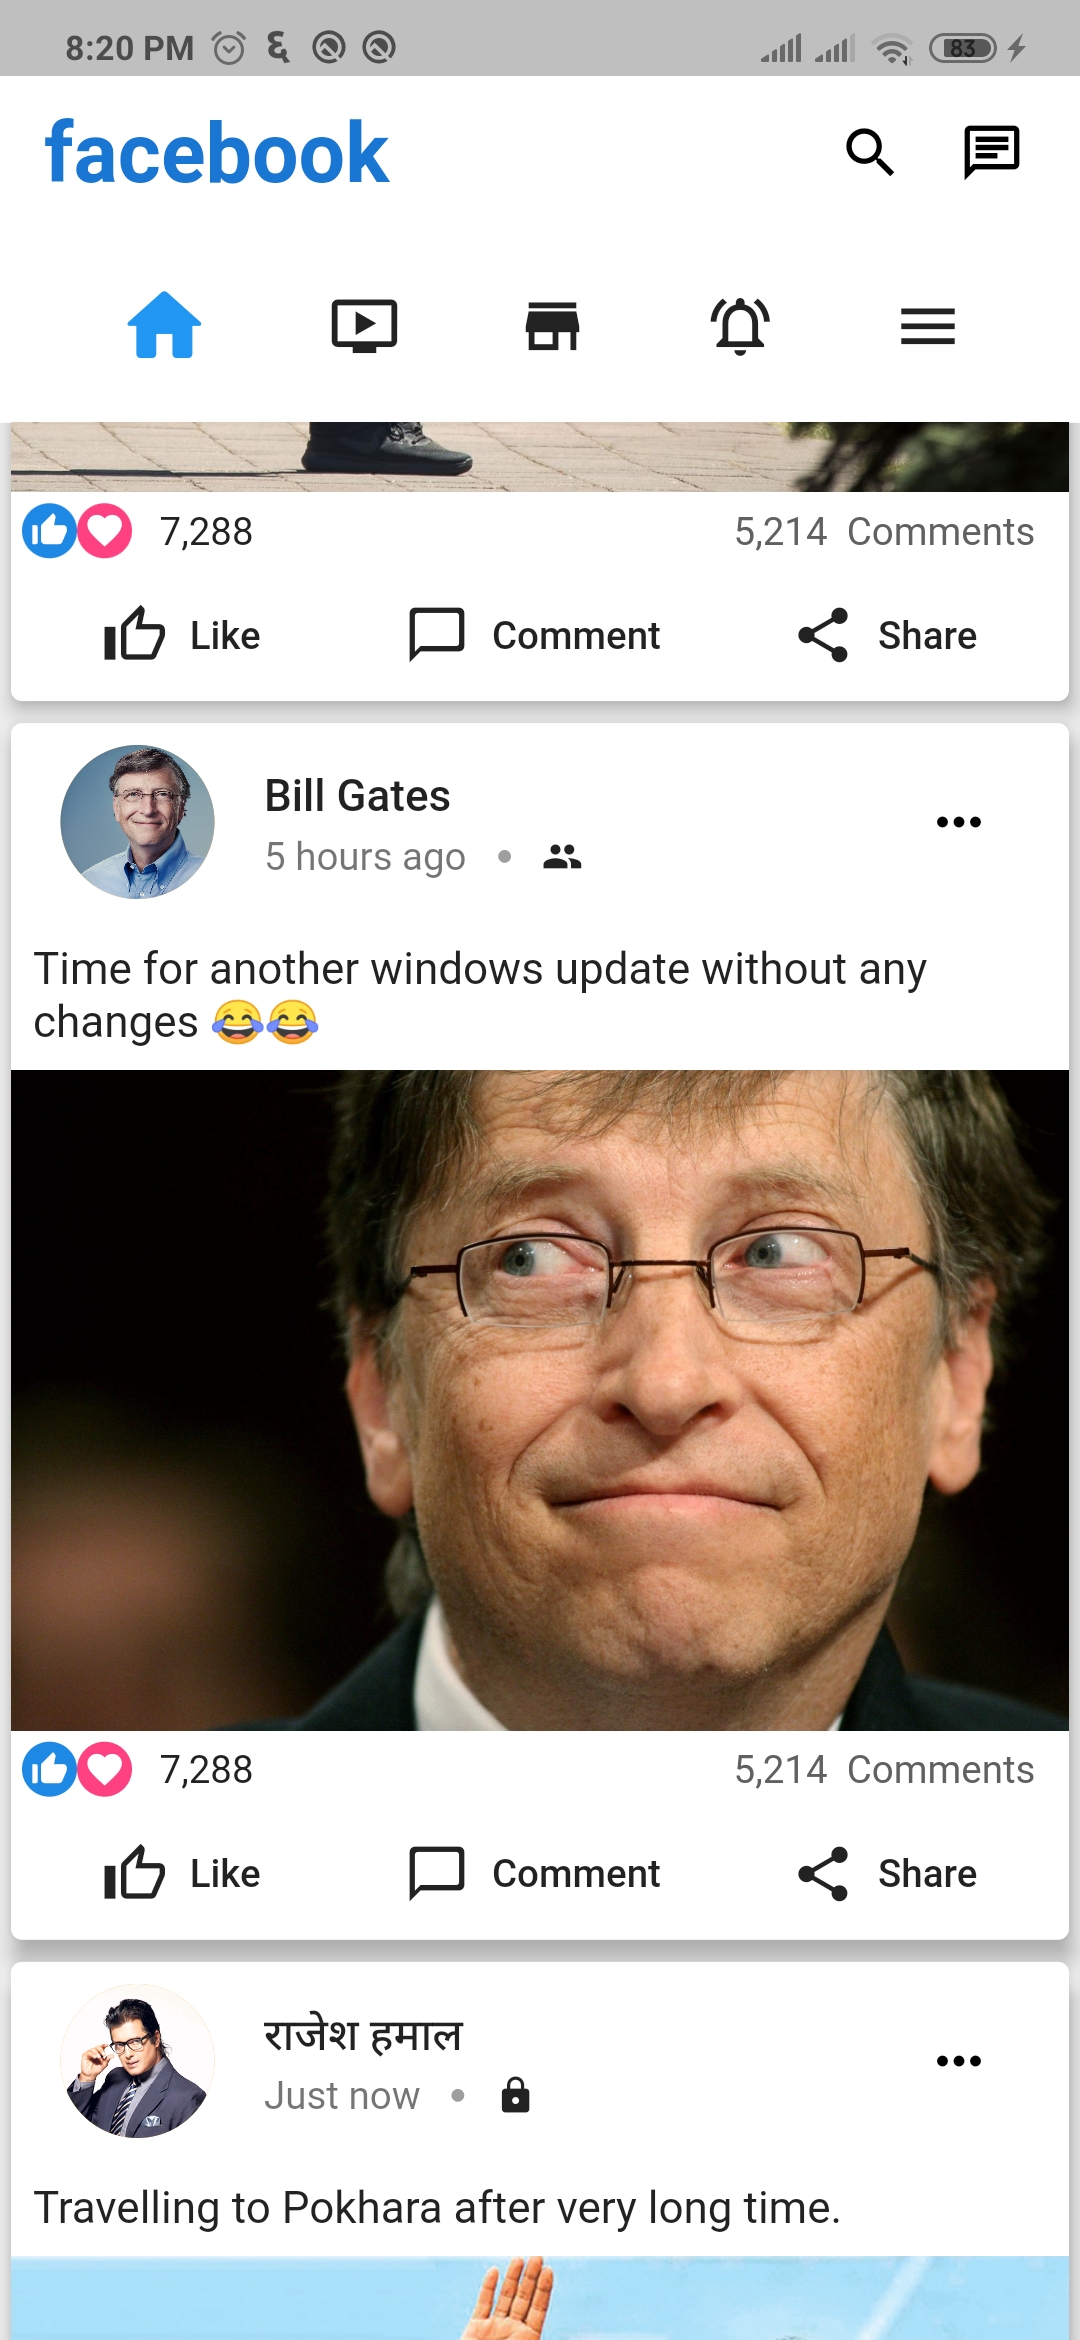 8:20 PM ६ 83
facebook
7,288 5,214 Comments
Like Comment Share
Bill Gates
5 hours ago
Time for another windows update without any
changes 😂😂
7,288 5,214 Comments
Like Comment Share
राजेश हमाल
Just now
Travelling to Pokhara after very long time.